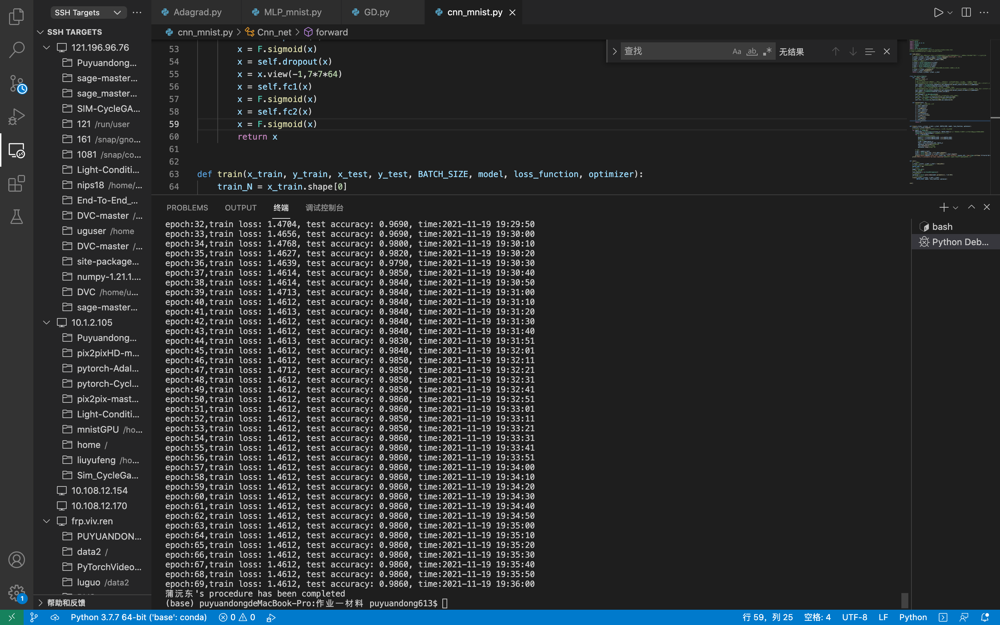 SSH Targets
Adagrad.py
MLP_mnist.py
GD.py
cnn_mnist.py
SSH TARGETS
121.196.96.76
Puyuandong...
sage-master...
sage_master...
SIM-CycleGA...
121 /run/user
161 /snap/gno...
1081 /snap/co...
Light-Conditi...
nips18 /home/...
End-To-End_...
DVC-master /...
uguser /home
DVC-master /...
site-package...
numpy-1.21.1....
DVC /home/u...
sage-master...
10.1.2.105
Puyuandong...
pix2pixHD-m...
pytorch-Adal...
pytorch-Cycl...
pix2pix-mast...
Light-Conditi...
mnistGPU /ho...
home /
liuyufeng /ho...
Sim_CycleGa...
10.108.12.154
10.108.12.170
frp.viv.ren
PUYUANDON...
data2 /
PyTorchVideo...
luguo /data2
帮助和反馈
1
cnn_mnist.py > Cnn_net > forward
查找
Aa ab
无结果
53 x = F.sigmoid(x)
54 x = self.dropout(x)
55 x = x.view(-1,7*7*64)
56 x = self.fc1(x)
57 x = F.sigmoid(x)
58 x = self.fc2(x)
59 x = F.sigmoid(x)
60 return x
61
62
63 def train(x_train, y_train, x_test, y_test, BATCH_SIZE, model, loss_function, optimizer):
64 train_N = x_train.shape[0]
PROBLEMS OUTPUT 终端 调试控制台
bash
Python Deb...
epoch:32,train loss: 1.4704, test accuracy: 0.9690, time:2021-11-19 19:29:50
epoch:33,train loss: 1.4656, test accuracy: 0.9690, time:2021-11-19 19:30:00
epoch:34,train loss: 1.4768, test accuracy: 0.9800, time:2021-11-19 19:30:10
epoch:35,train loss: 1.4627, test accuracy: 0.9820, time:2021-11-19 19:30:20
epoch:36,train loss: 1.4639, test accuracy: 0.9790, time:2021-11-19 19:30:30
epoch:37,train loss: 1.4614, test accuracy: 0.9850, time:2021-11-19 19:30:40
epoch:38,train loss: 1.4614, test accuracy: 0.9840, time:2021-11-19 19:30:50
epoch:39,train loss: 1.4713, test accuracy: 0.9840, time:2021-11-19 19:31:00
epoch:40,train loss: 1.4612, test accuracy: 0.9840, time:2021-11-19 19:31:10
epoch:41,train loss: 1.4613, test accuracy: 0.9840, time:2021-11-19 19:31:20
epoch:42,train loss: 1.4612, test accuracy: 0.9840, time:2021-11-19 19:31:30
epoch:43,train loss: 1.4612, test accuracy: 0.9840, time:2021-11-19 19:31:40
epoch:44,train loss: 1.4613, test accuracy: 0.9830, time:2021-11-19 19:31:51
epoch:45,train loss: 1.4612, test accuracy: 0.9840, time:2021-11-19 19:32:01
epoch:46,train loss: 1.4612, test accuracy: 0.9850, time:2021-11-19 19:32:11
epoch:47,train loss: 1.4712, test accuracy: 0.9850, time:2021-11-19 19:32:21
epoch:48,train loss: 1.4612, test accuracy: 0.9850, time:2021-11-19 19:32:31
epoch:49,train loss: 1.4612, test accuracy: 0.9850, time:2021-11-19 19:32:41
epoch:50,train loss: 1.4612, test accuracy: 0.9860, time:2021-11-19 19:32:51
epoch:51,train loss: 1.4612, test accuracy: 0.9860, time:2021-11-19 19:33:01
epoch:52,train loss: 1.4612, test accuracy: 0.9850, time:2021-11-19 19:33:11
epoch:53,train loss: 1.4612, test accuracy: 0.9850, time:2021-11-19 19:33:21
epoch:54,train loss: 1.4612, test accuracy: 0.9860, time:2021-11-19 19:33:31
epoch:55,train loss: 1.4612, test accuracy: 0.9860, time:2021-11-19 19:33:41
epoch:56,train loss: 1.4612, test accuracy: 0.9860, time:2021-11-19 19:33:51
epoch:57,train loss: 1.4612, test accuracy: 0.9860, time:2021-11-19 19:34:00
epoch:58,train loss: 1.4612, test accuracy: 0.9860, time:2021-11-19 19:34:10
epoch:59,train loss: 1.4612, test accuracy: 0.9860, time:2021-11-19 19:34:20
epoch:60,train loss: 1.4612, test accuracy: 0.9860, time:2021-11-19 19:34:30
epoch:61,train loss: 1.4612, test accuracy: 0.9860, time:2021-11-19 19:34:40
epoch:62,train loss: 1.4612, test accuracy: 0.9860, time:2021-11-19 19:34:50
epoch:63,train loss: 1.4612, test accuracy: 0.9860, time:2021-11-19 19:35:00
epoch:64,train loss: 1.4612, test accuracy: 0.9860, time:2021-11-19 19:35:10
epoch:65,train loss: 1.4612, test accuracy: 0.9860, time:2021-11-19 19:35:20
epoch:66,train loss: 1.4612, test accuracy: 0.9860, time:2021-11-19 19:35:30
epoch:67,train loss: 1.4612, test accuracy: 0.9860, time:2021-11-19 19:35:40
epoch:68,train loss: 1.4612, test accuracy: 0.9860, time:2021-11-19 19:35:50
epoch:69,train loss: 1.4612, test accuracy: 0.9860, time:2021-11-19 19:36:00
蒲沅东's procedure has been completed
(base) puyuandongdeMacBook-Pro:作业一材料 puyuandong613$
Python 3.7.7 64-bit ('base': conda) 0 0 行 59，列 25 空格: 4 UTF-8 LF Python